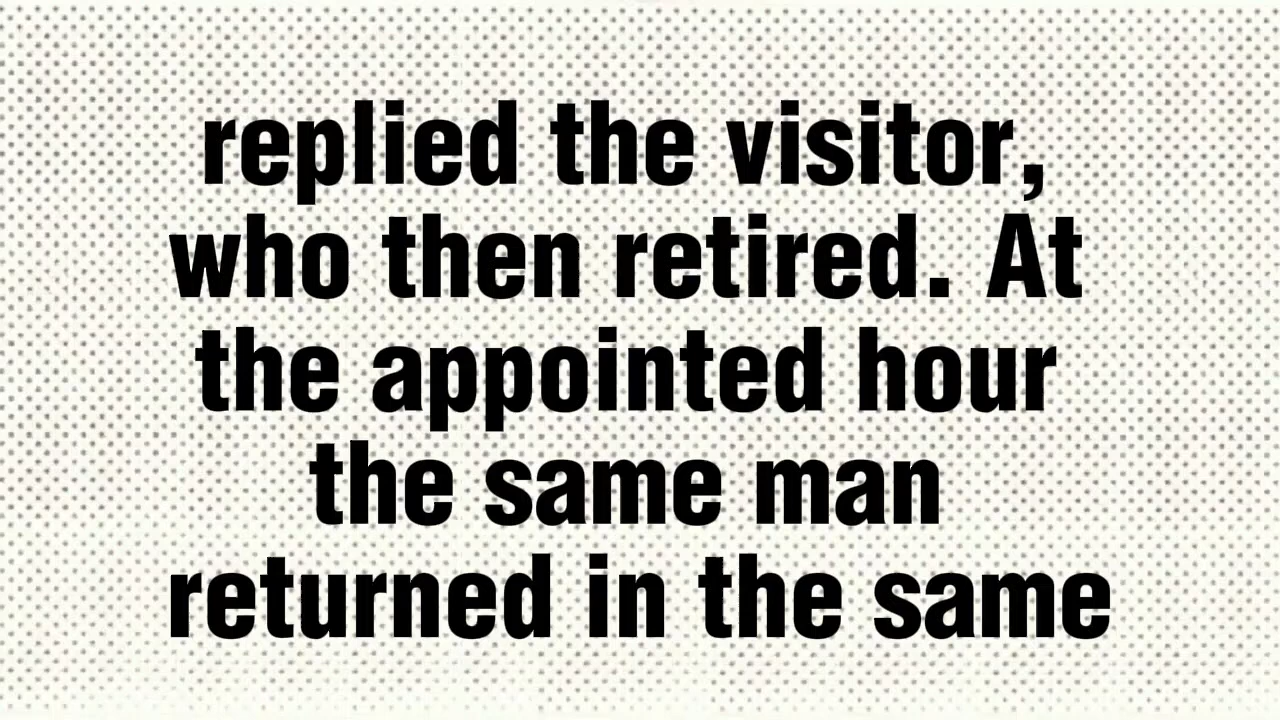 replied the visitor,
who then retired. At
the appointed hour
the same man
returned in the same